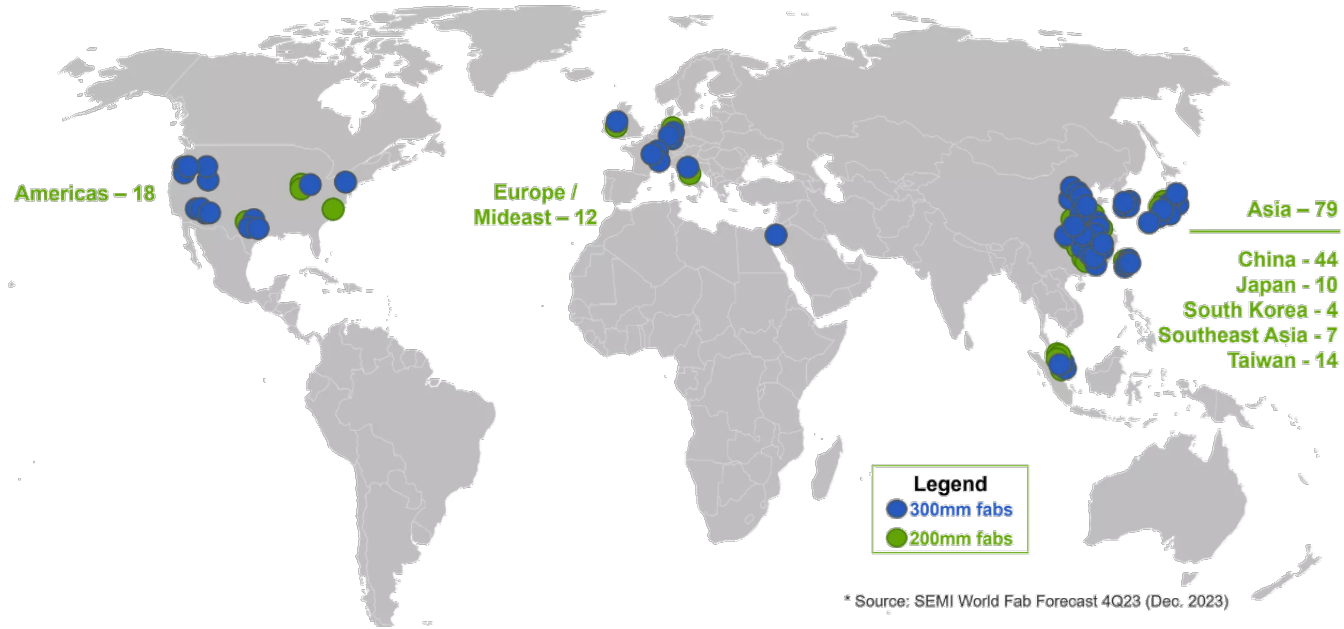 Americas – 18
Europe /
Mideast – 12
Asia – 79
China - 44
Japan - 10
South Korea - 4
Southeast Asia - 7
Taiwan - 14
Legend
300mm fabs
200mm fabs
* Source: SEMI World Fab Forecast 4Q23 (Dec. 2023)